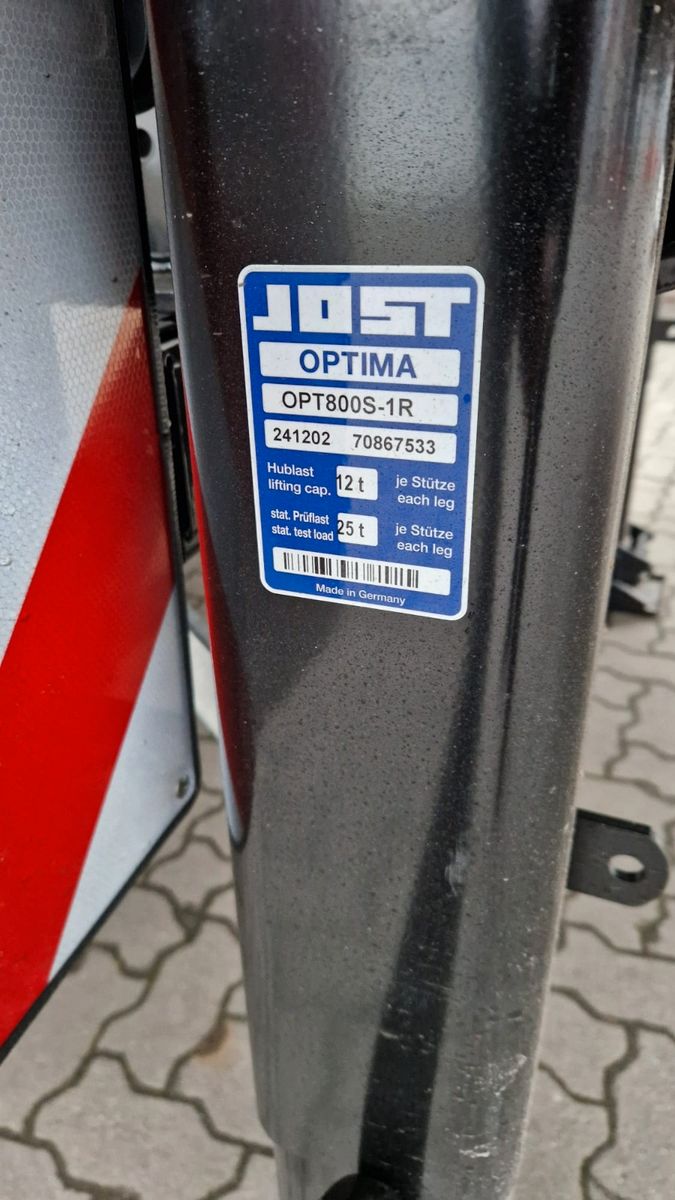 JOST
OPTIMA
OPT800S-1R
241202 70867533
Hublast
lifting cap. 12 t je Stütze
each leg
stat. Prüflast
stat. test load 25 t je Stütze
each leg
Made in Germany